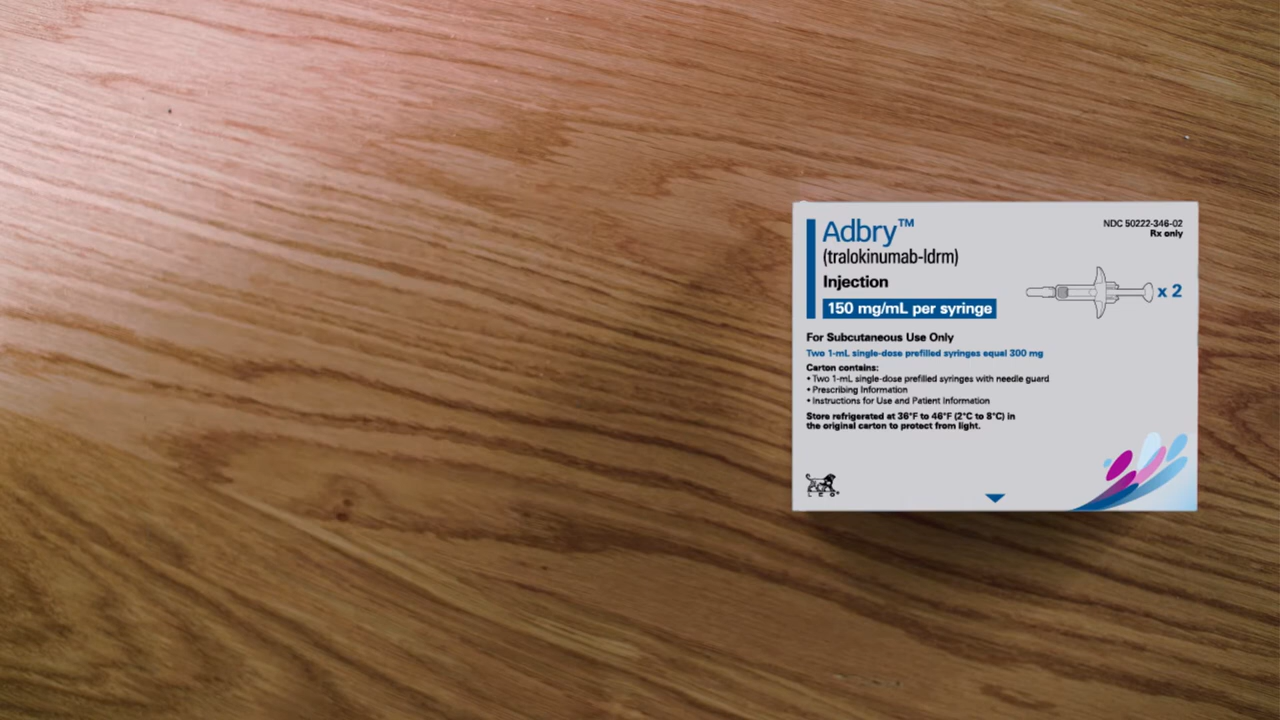 Adbry™
(tralokinumab-ldrm)
Injection
150 mg/mL per syringe
NDC 50222-346-02
Rx only
x 2
For Subcutaneous Use Only
Two 1-mL single-dose prefilled syringes equal 300 mg
Carton contains:
• Two 1-mL single-dose prefilled syringes with needle guard
• Prescribing Information
• Instructions for Use and Patient Information
Store refrigerated at 36°F to 46°F (2°C to 8°C) in
the original carton to protect from light.
LEO